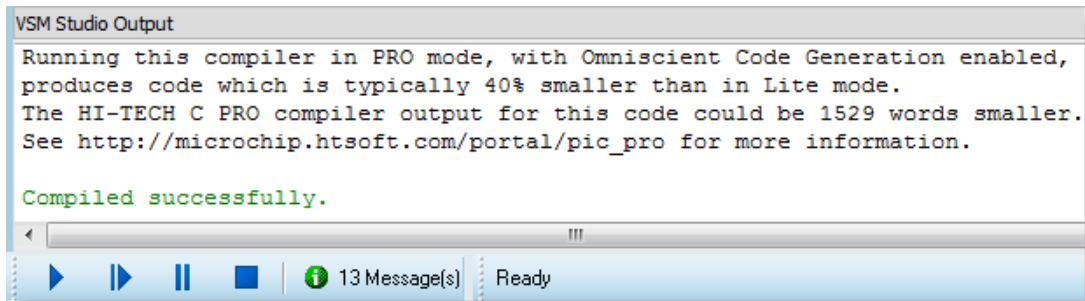 VSM Studio Output
Running this compiler in PRO mode, with Omniscient Code Generation enabled,
produces code which is typically 40% smaller than in Lite mode.
The HI-TECH C PRO compiler output for this code could be 1529 words smaller.
See http://microchip.htsoft.com/portal/pic_pro for more information.
Compiled successfully.
13 Message(s) Ready